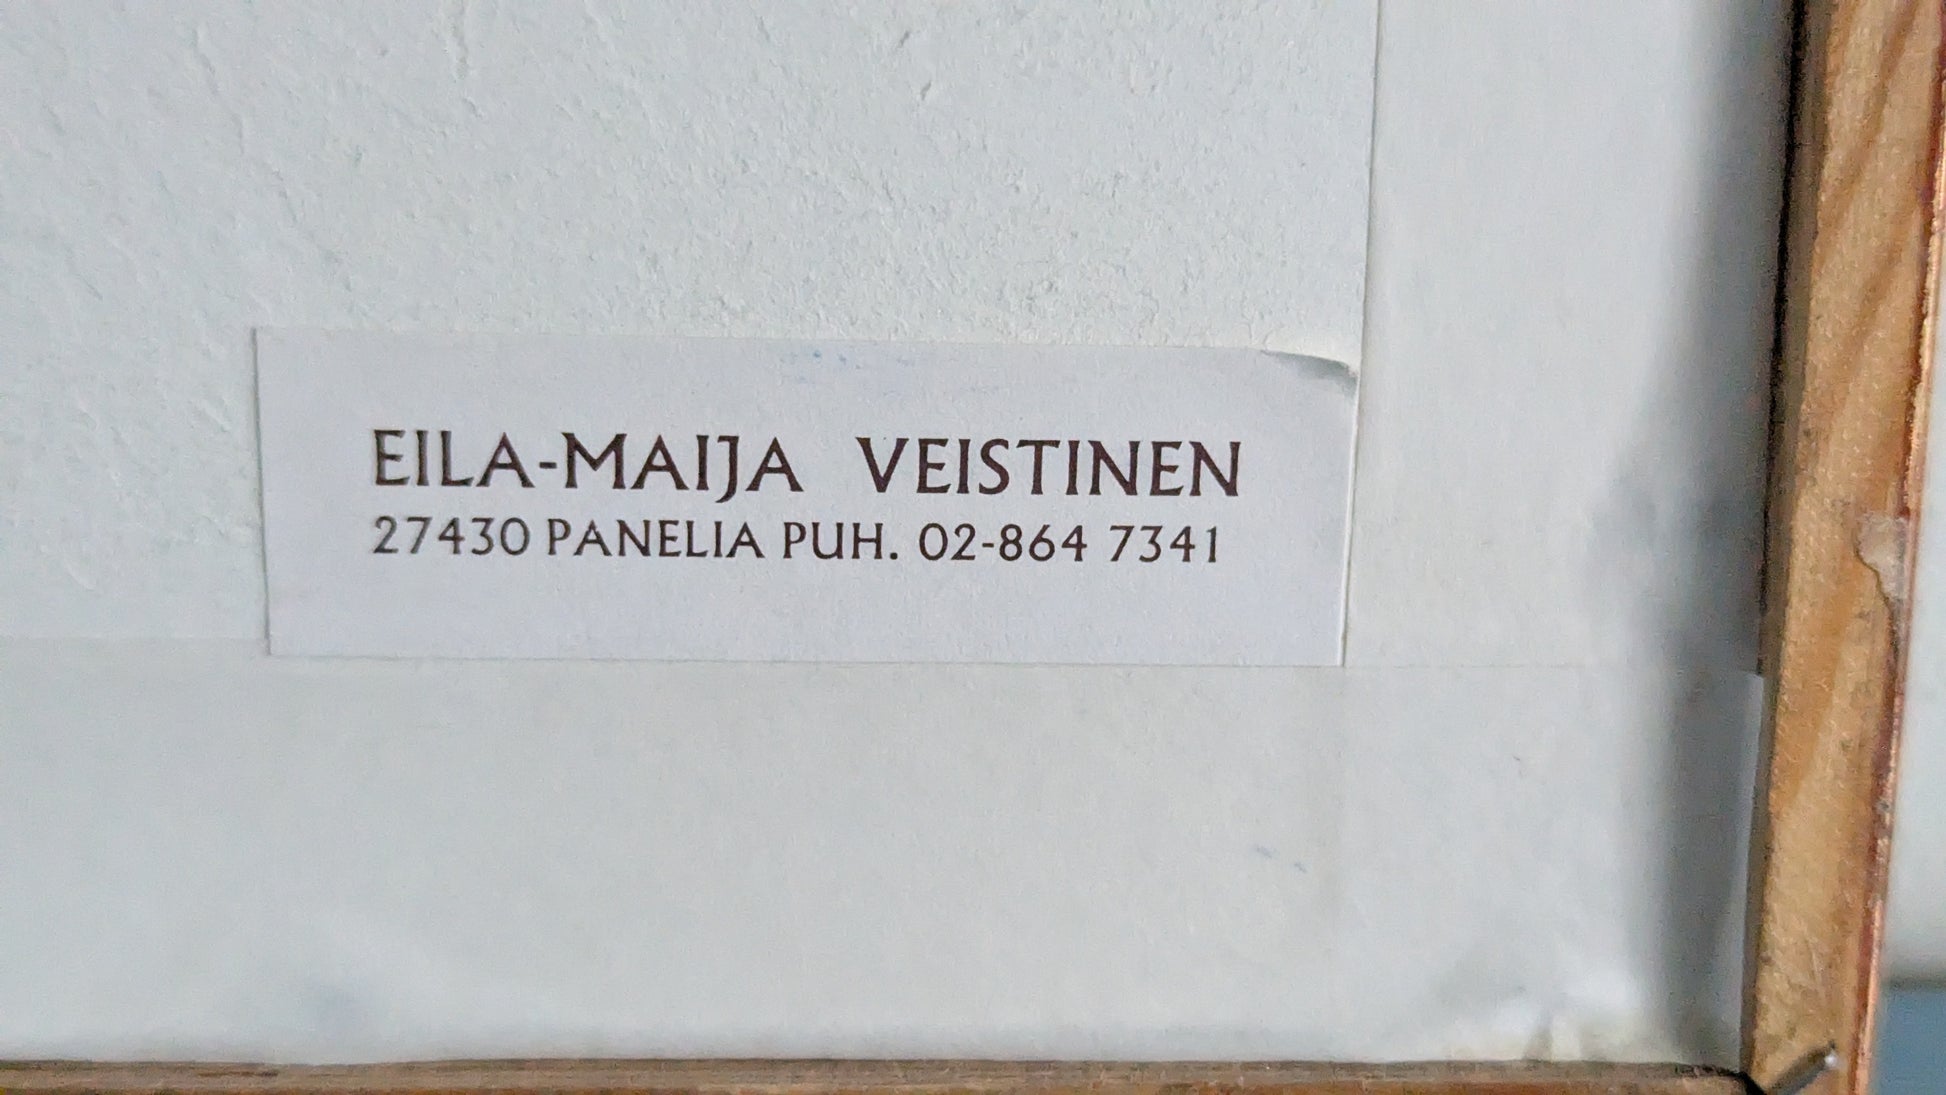 EILA-MAIJA VEISTINEN
27430 PANELIA PUH. 02-864 7341